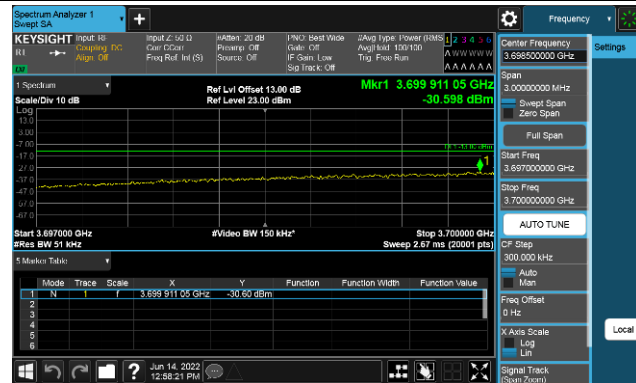 Spectrum Analyzer 1
Swept SA
+
Frequency
KEYSIGHT
Input: RF
Input Z: 50 Ω
#Atten: 20 dB
PNO: Best Wide
#Avg Type: Power (RMS)
1 2 3 4 5 6
R L
Coupling: DC
Corr CCorr
Preamp: Off
Gate: Off
Avg|Hold: 100/100
A W W W W W
Align: Off
Freq Ref: Int (S)
Source: Off
IF Gain: Low
Trig: Free Run
A A A A A A
Sig Track: Off
1 Spectrum
Scale/Div 10 dB
Ref Lvl Offset 13.00 dB
Ref Level 23.00 dBm
Mkr1 3.699 911 05 GHz
-30.598 dBm
Log
13.0
3.00
-7.00
-17.0
-27.0
-37.0
-47.0
-57.0
-67.0
1
Start 3.697000 GHz
#Video BW 150 kHz*
Stop 3.700000 GHz
#Res BW 51 kHz
Sweep 2.67 ms (20001 pts)
5 Marker Table
Mode Trace Scale X Y Function Function Width Function Value
1 N 1 f 3.699 911 05 GHz -30.60 dBm
2
3
4
5
6
Jun 14, 2022
12:58:21 PM
Center Frequency
3.698500000 GHz
Settings
Span
3.00000000 MHz
Swept Span
Zero Span
Full Span
Start Freq
3.697000000 GHz
Stop Freq
3.700000000 GHz
AUTO TUNE
CF Step
300.000 kHz
Auto
Man
Freq Offset
0 Hz
X Axis Scale
Log
Lin
Local
Signal Track
(Span Zoom)